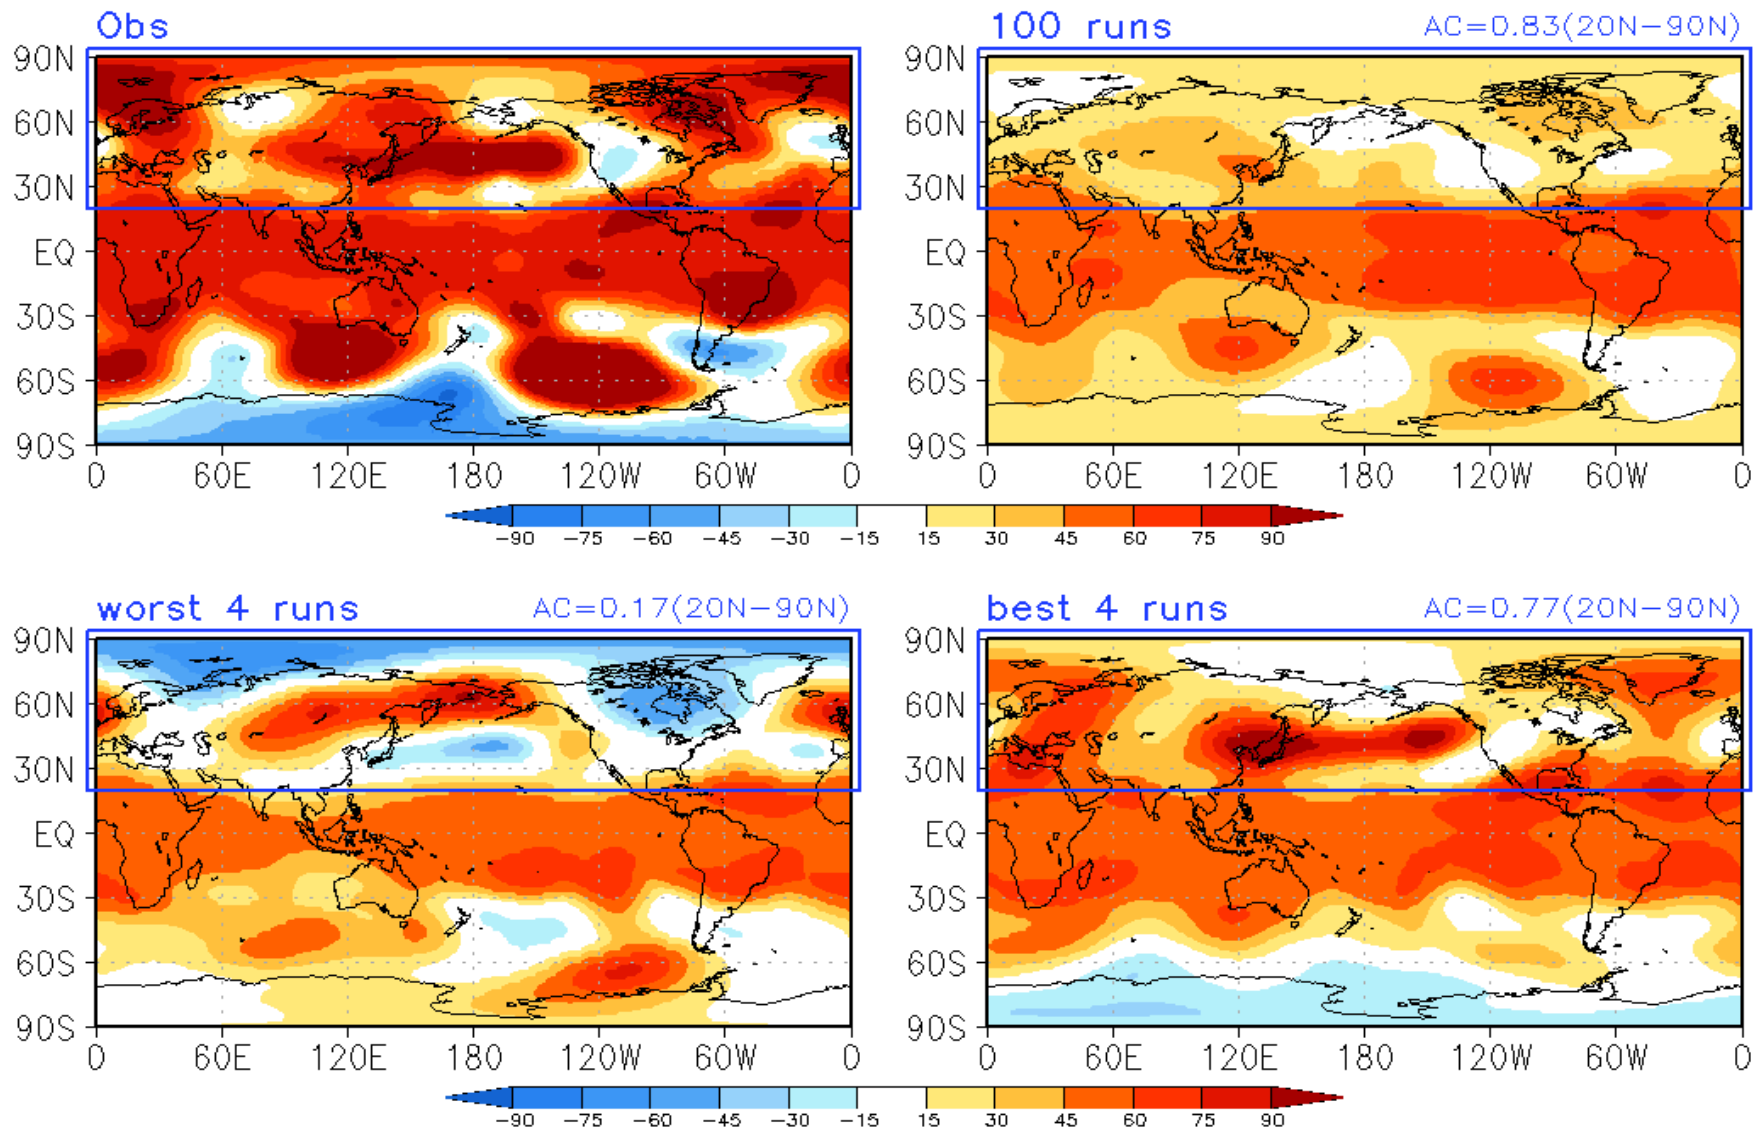 Obs
100 runs AC=0.83(20N−90N)
90N 90N
60N 60N
30N 30N
EQ EQ
30S 30S
60S 60S
90S 90S
0 60E 120E 180 120W 60W 0 0 60E 120E 180 120W 60W 0
−90 −75 −60 −45 −30 −15 15 30 45 60 75 90
worst 4 runs AC=0.17(20N−90N) best 4 runs AC=0.77(20N−90N)
90N 90N
60N 60N
30N 30N
EQ EQ
30S 30S
60S 60S
90S 90S
0 60E 120E 180 120W 60W 0 0 60E 120E 180 120W 60W 0
−90 −75 −60 −45 −30 −15 15 30 45 60 75 90